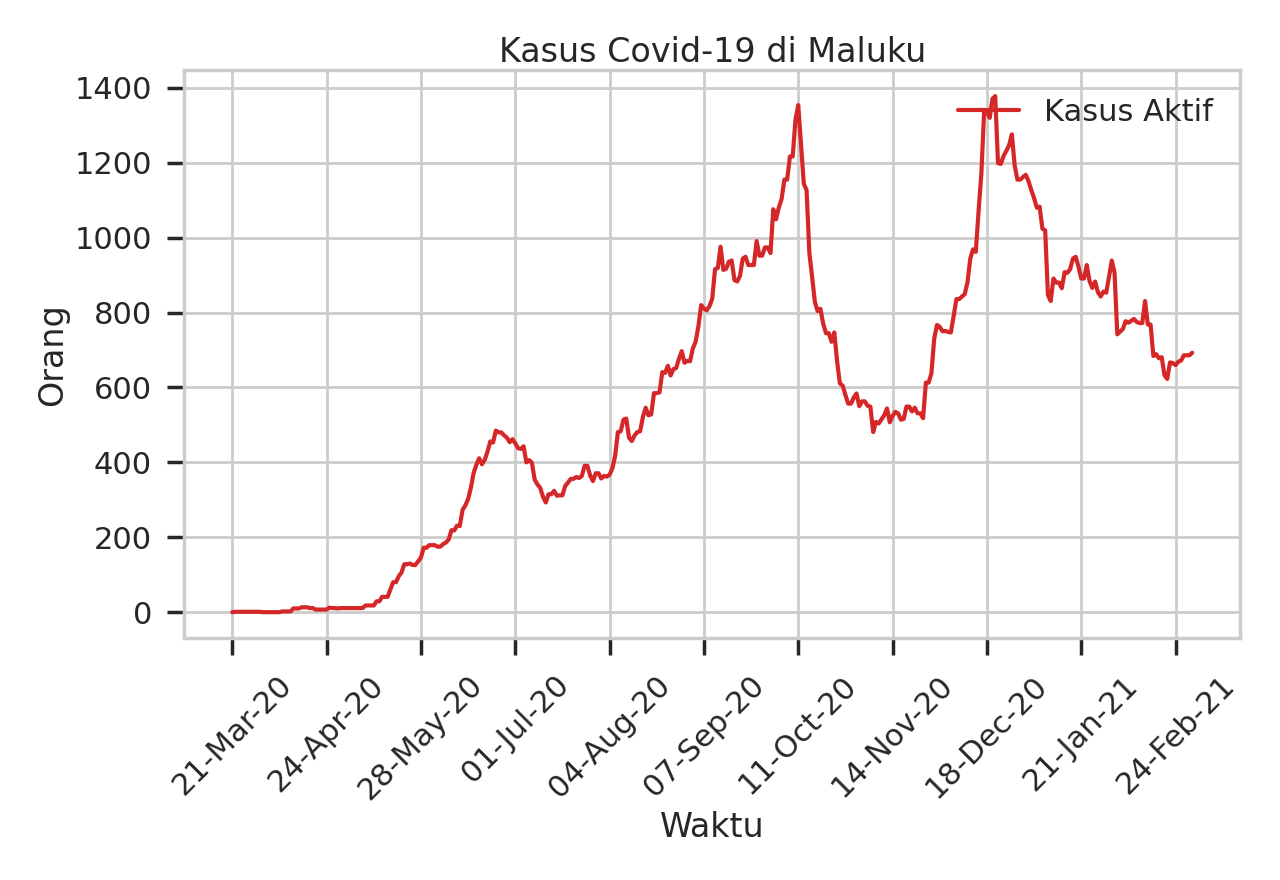 Kasus Covid-19 di Maluku
1400
1200
1000
800
600
400
200
0
Orang
Kasus Aktif
21-Mar-20
24-Apr-20
28-May-20
01-Jul-20
04-Aug-20
07-Sep-20
11-Oct-20
14-Nov-20
18-Dec-20
21-Jan-21
24-Feb-21
Waktu